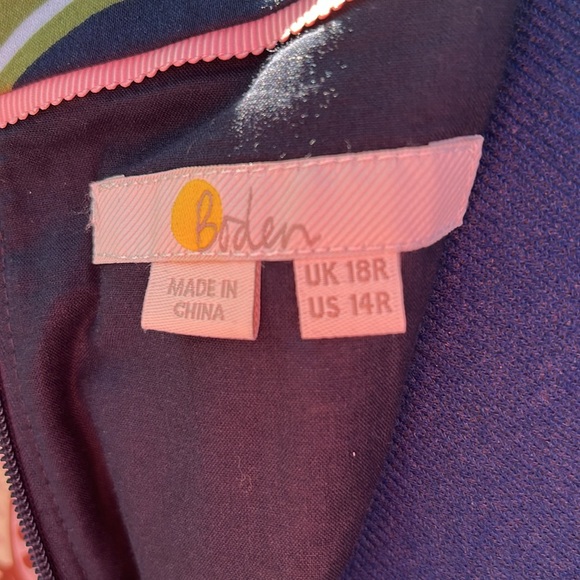 Boden
MADE IN
CHINA
UK 18R
US 14R